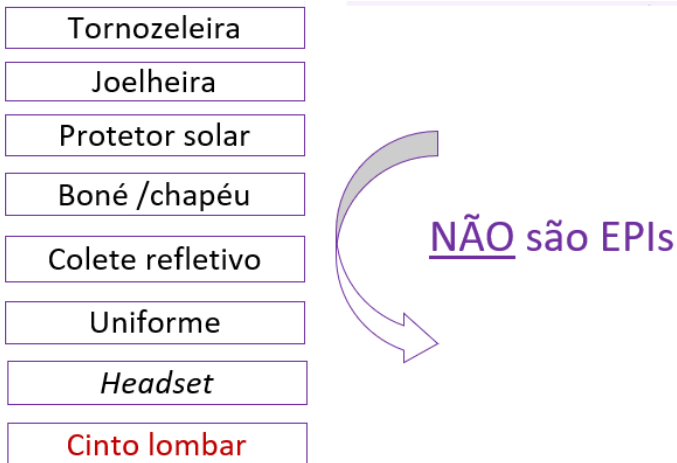 Tornozeleira
Joelheira
Protetor solar
Boné /chapéu
Colete refletivo
Uniforme
Headset
Cinto lombar
NÃO são EPIs